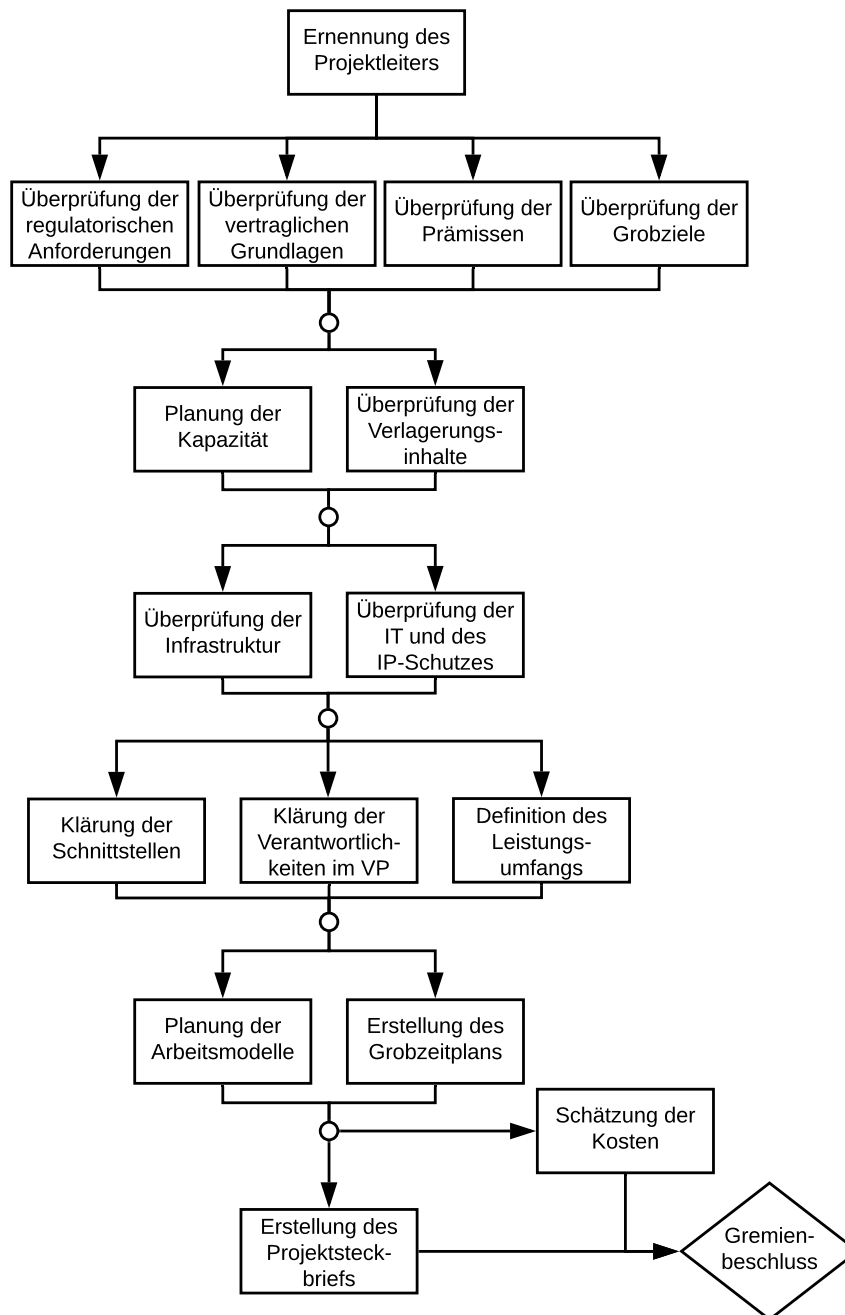 Ernennung des
Projektleiters
Überprüfung der
regulatorischen
Anforderungen
Überprüfung der
vertraglichen
Grundlagen
Überprüfung der
Prämissen
Überprüfung der
Grobziele
Planung der
Kapazität
Überprüfung der
Verlagerungs-
inhalte
Überprüfung der
Infrastruktur
Überprüfung der
IT und des
IP-Schutzes
Klärung der
Schnittstellen
Klärung der
Verantwortlich-
keiten im VP
Definition des
Leistungs-
umfangs
Planung der
Arbeitsmodelle
Erstellung des
Grobzeitplans
Schätzung der
Kosten
Erstellung des
Projektsteck-
briefs
Gremien-
beschluss